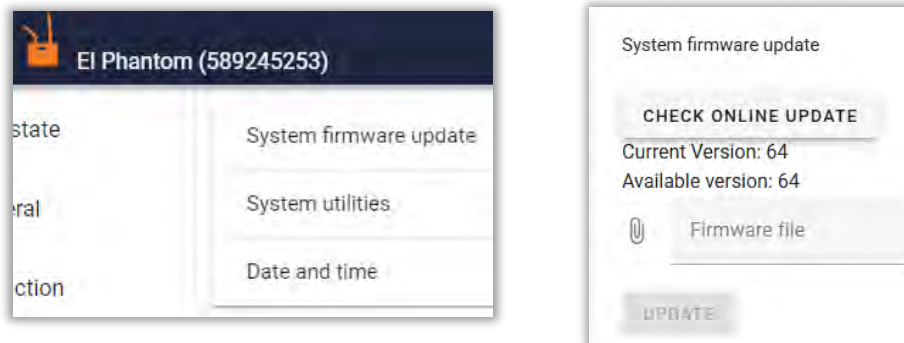 El Phantom (589245253)
state
System firmware update
System utilities
ral
Date and time
ction
System firmware update
CHECK ONLINE UPDATE
Current Version: 64
Available version: 64
Firmware file
UPDATE